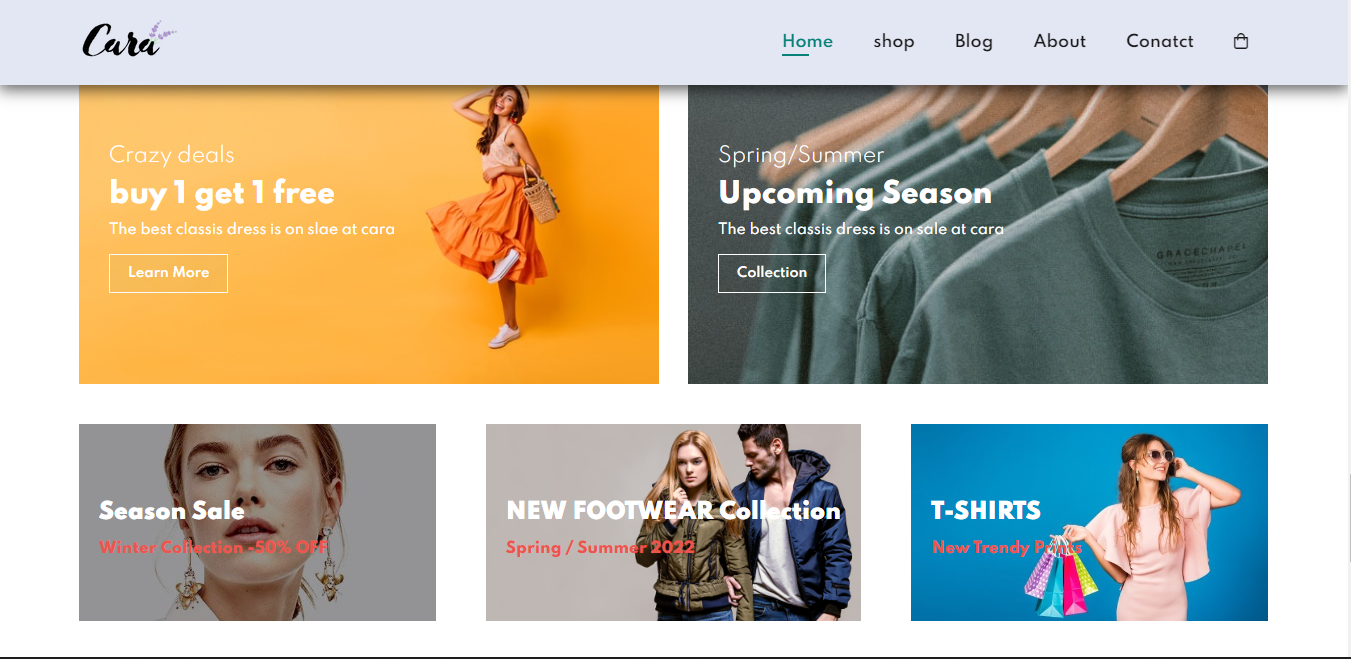 Cara
Home shop Blog About Conatct
Crazy deals
buy 1 get 1 free
The best classis dress is on slae at cara
Learn More
Spring/Summer
Upcoming Season
The best classis dress is on sale at cara
Collection
GRACECHAPEL
Season Sale
Winter Collection -50% OFF
NEW FOOTWEAR Collection
Spring / Summer 2022
T-SHIRTS
New Trendy Prints